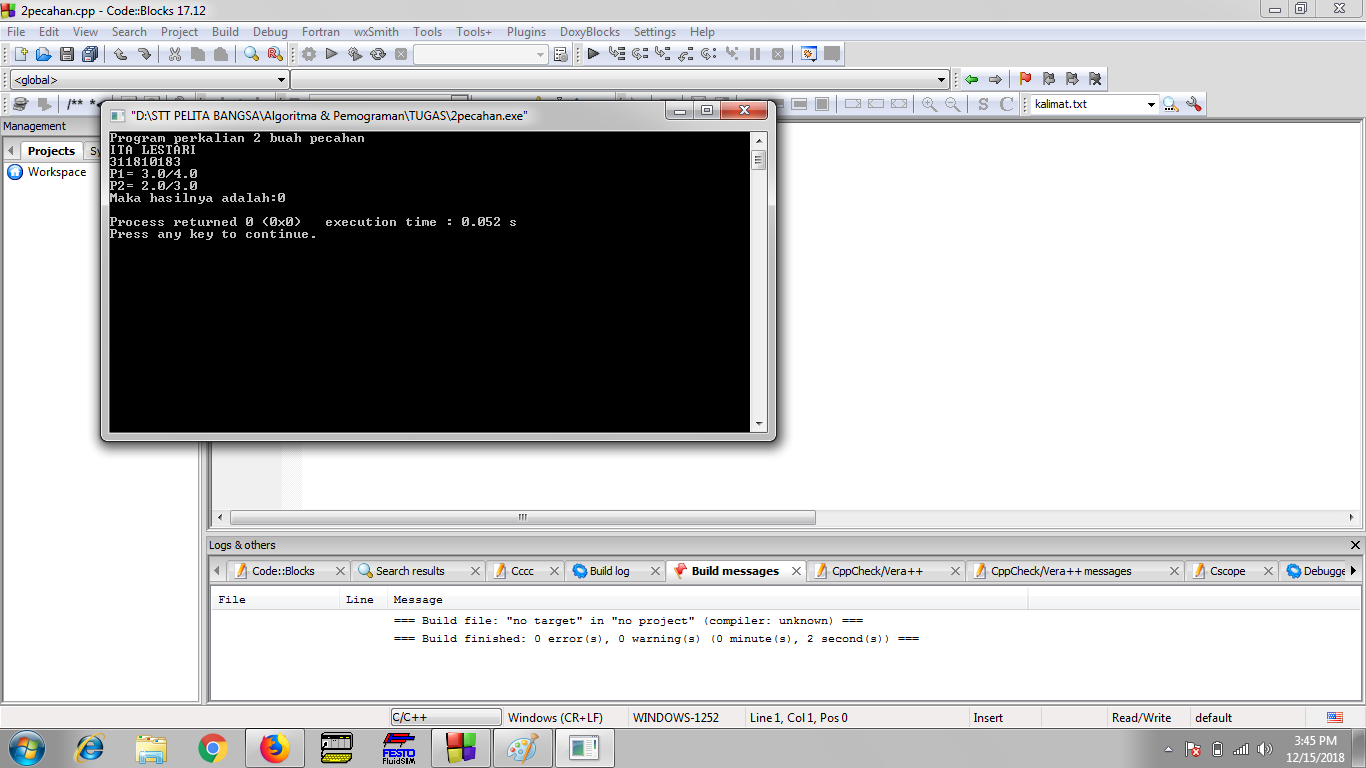 2pecahan.cpp - Code::Blocks 17.12
File Edit View Search Project Build Debug Fortran wxSmith Tools Tools+ Plugins DoxyBlocks Settings Help
<global>
/** *
S C
kalimat.txt
Management
Projects
Workspace
"D:\STT PELITA BANGSA\Algoritma & Pemograman\TUGAS\2pecahan.exe"
Program perkalian 2 buah pecahan
ITA LESTARI
311810183
P1= 3.0/4.0
P2= 2.0/3.0
Maka hasilnya adalah:0
Process returned 0 (0x0) execution time : 0.052 s
Press any key to continue.
Logs & others
Code::Blocks Search results Cccc Build log Build messages CppCheck/Vera++ CppCheck/Vera++ messages Cscope Debugge
File Line Message
=== Build file: "no target" in "no project" (compiler: unknown) ===
=== Build finished: 0 error(s), 0 warning(s) (0 minute(s), 2 second(s)) ===
C/C++ Windows (CR+LF) WINDOWS-1252 Line 1, Col 1, Pos 0 Insert Read/Write default
FESTO
FluidSIM
3:45 PM
12/15/2018